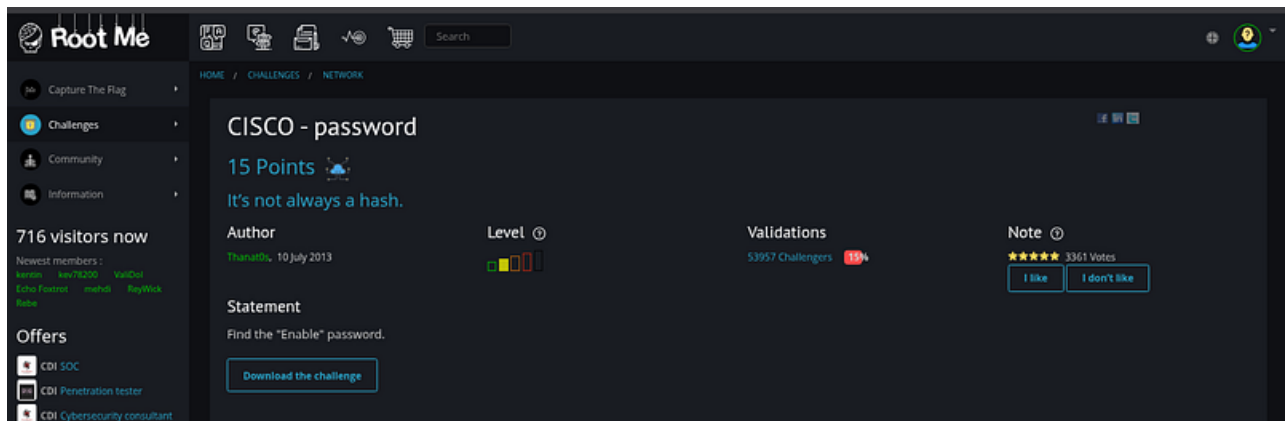 Root Me
Search
HOME / CHALLENGES / NETWORK
Capture The Flag
Challenges
Community
Information
716 visitors now
Newest members :
kerein kev78200 ValiDol
Echo Foxtrot mehdi ReyWick
Rebe
Offers
CDI SOC
CDI Penetration tester
CDI Cybersecurity consultant
CISCO - password
15 Points
It's not always a hash.
Author
Thanat0s, 10 July 2013
Level
Validations
53957 Challengers 15%
Note
3361 Votes
I like I don't like
Statement
Find the "Enable" password.
Download the challenge